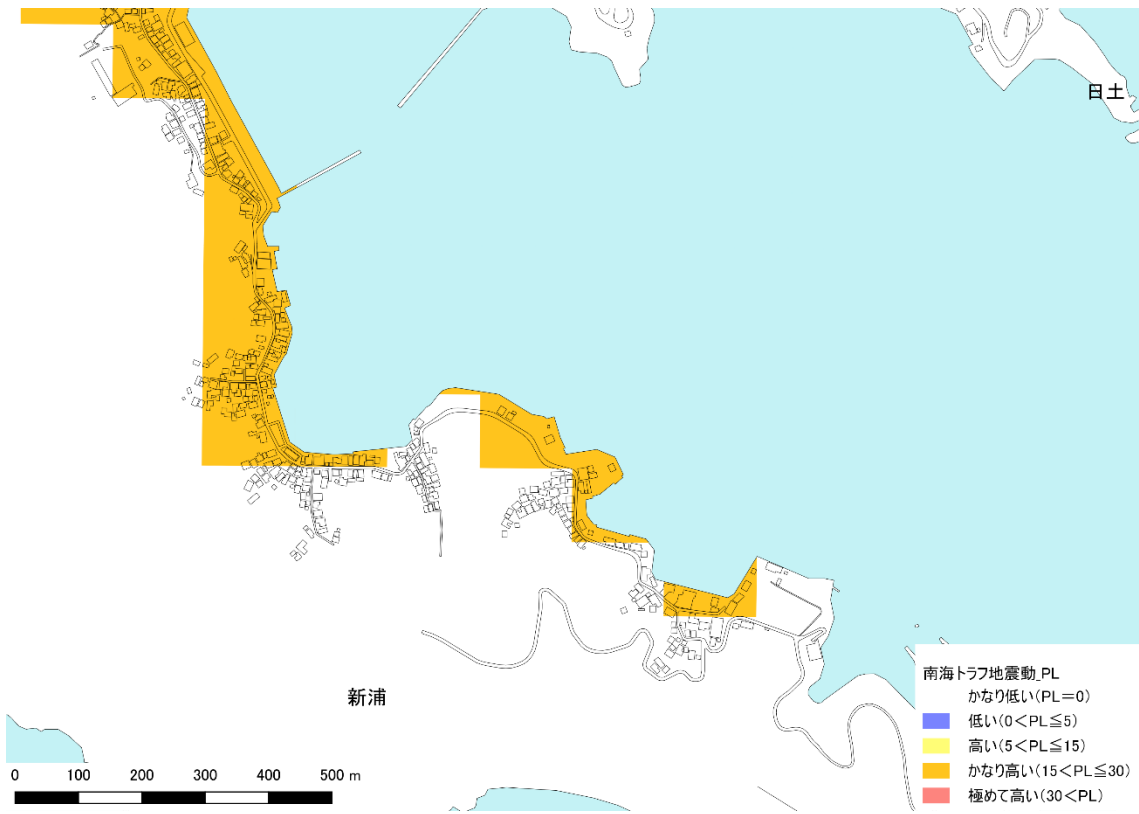 日土
新浦
0 100 200 300 400 500 m
南海トラフ地震動_PL
かなり低い(PL=0)
低い(0<PL≦5)
高い(5<PL≦15)
かなり高い(15<PL≦30)
極めて高い(30<PL)